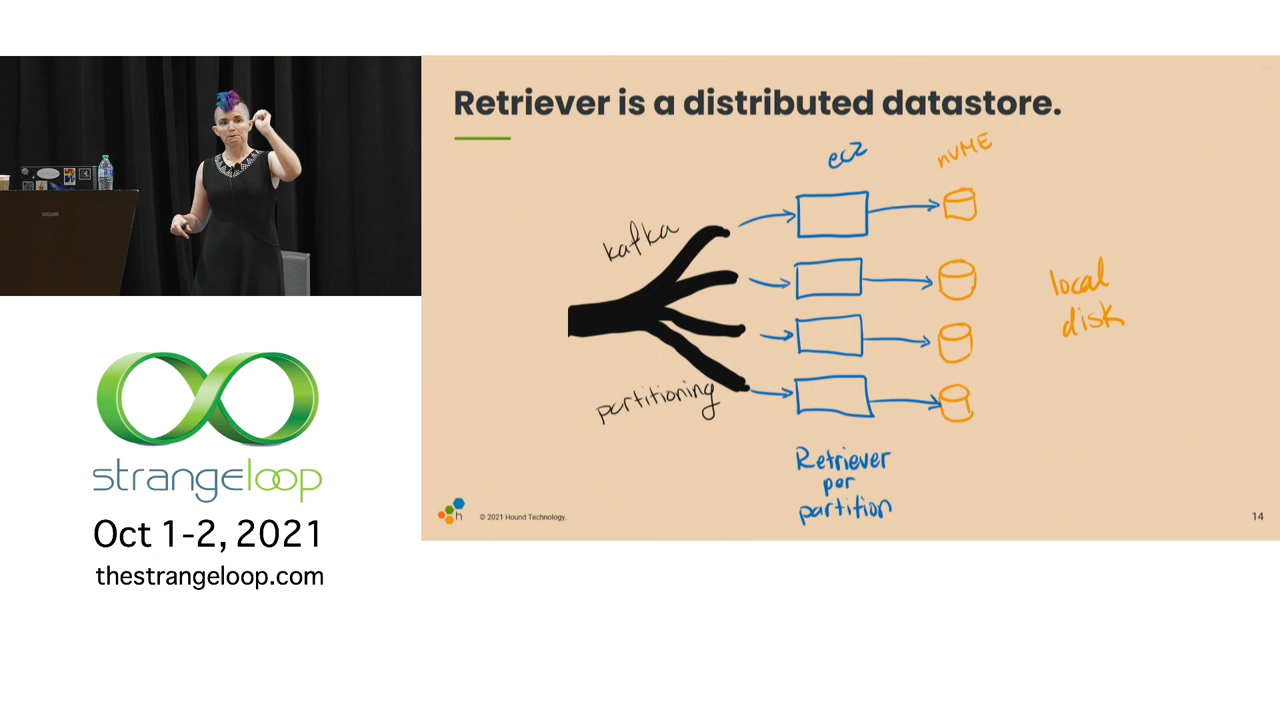 Retriever is a distributed datastore.
ec2
nVME
kafka
local
disk
partitioning
Retriever
per
partition
h
© 2021 Hound Technology,
14
strangeloop
Oct 1-2, 2021
thestrangeloop.com